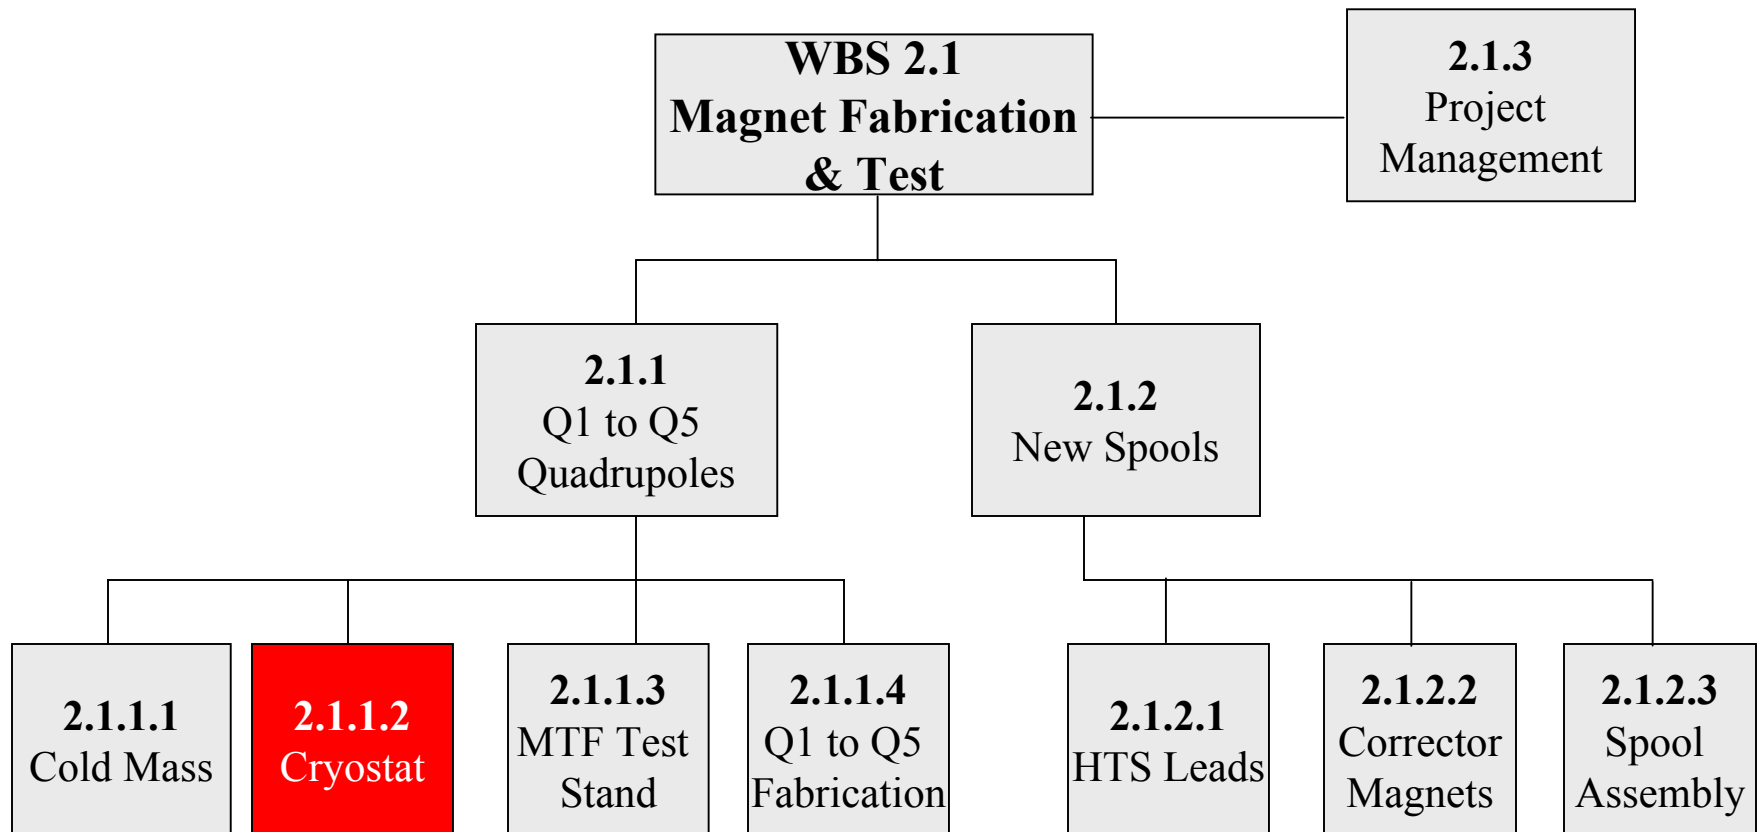 WBS 2.1
Magnet Fabrication
& Test
2.1.3
Project
Management
2.1.1
Q1 to Q5
Quadrupoles
2.1.2
New Spools
2.1.1.1
Cold Mass
2.1.1.2
Cryostat
2.1.1.3
MTF Test
Stand
2.1.1.4
Q1 to Q5
Fabrication
2.1.2.1
HTS Leads
2.1.2.2
Corrector
Magnets
2.1.2.3
Spool
Assembly